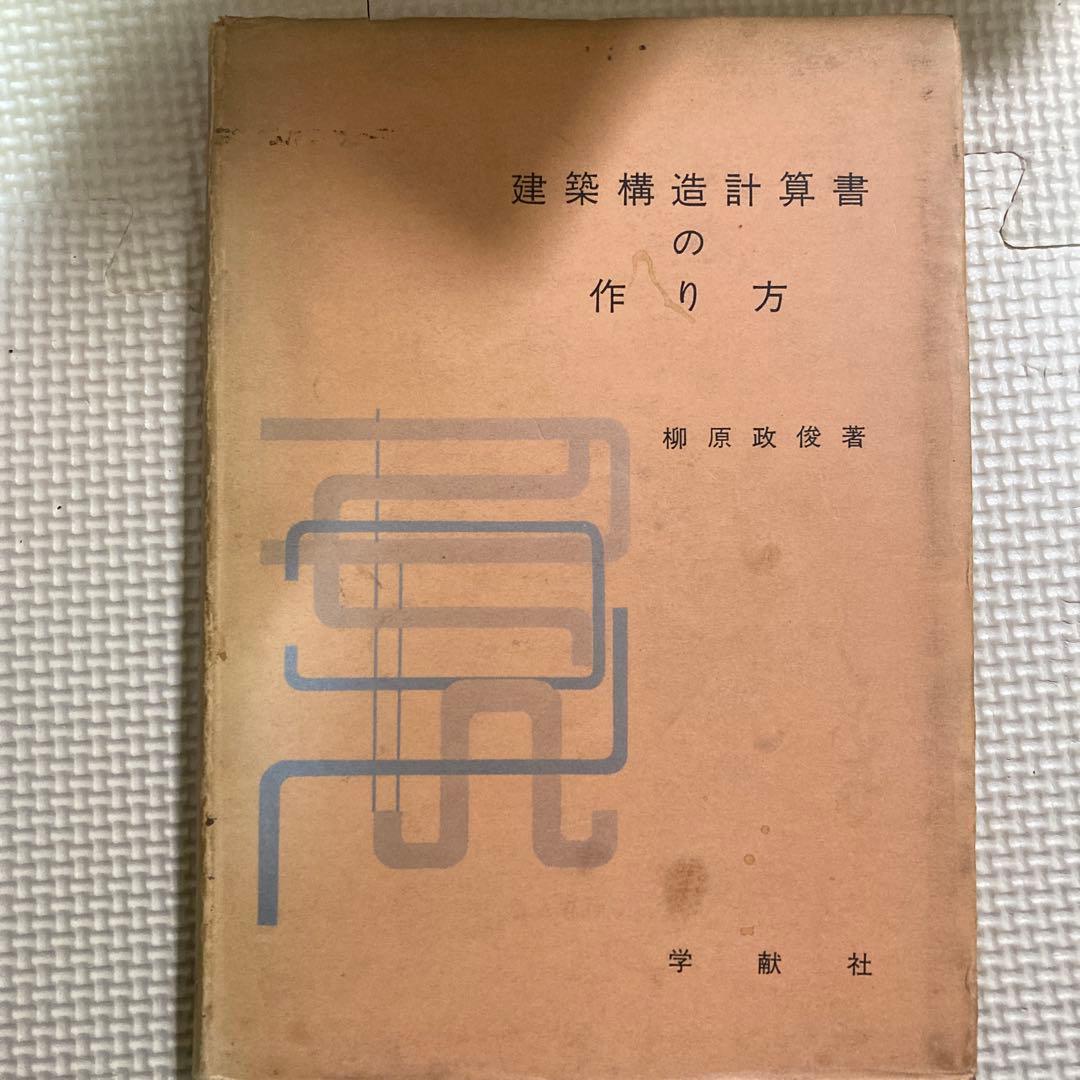 建築構造計算書
の
作り方
柳原政俊著
学献社